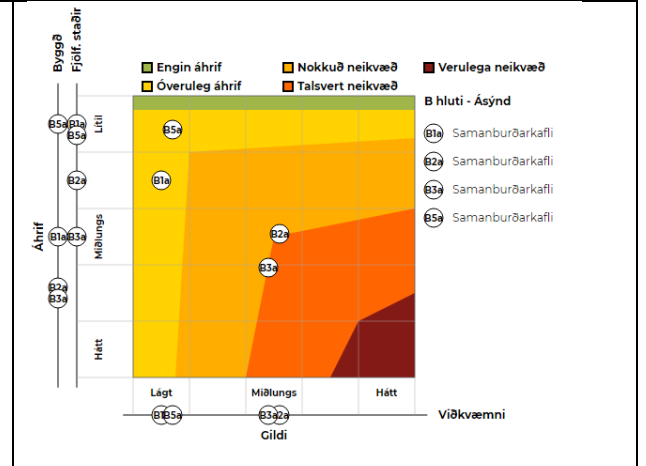 Byggð
Fjölf. staðir
Engin áhrif
Nokkuð neikvæð
Verulega neikvæð
Óveruleg áhrif
Talsvert neikvæð
B hluti - Ásýnd
B1a Samanburðarkafli
B2a Samanburðarkafli
B3a Samanburðarkafli
B5a Samanburðarkafli
B5a B1a
B5a
B2a
B1a B3a
B2a
B3a
Áhrif
Lítil
Miðlungs
Hátt
B5a
B1a
B2a
B3a
Lágt Miðlungs Hátt
B1 B5a B3a 2a Viðkvæmni
Gildi